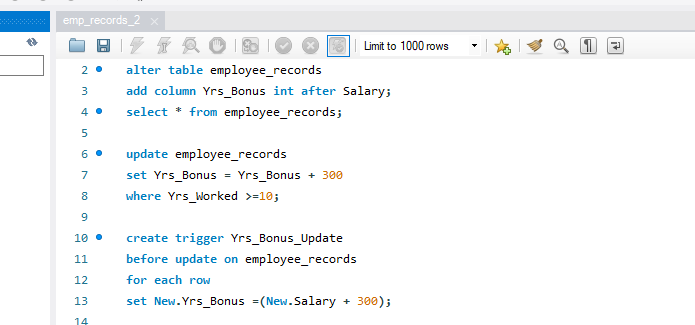 emp_records_2 ×
Limit to 1000 rows
2 alter table employee_records
3 add column Yrs_Bonus int after Salary;
4 select * from employee_records;
5
6 update employee_records
7 set Yrs_Bonus = Yrs_Bonus + 300
8 where Yrs_Worked >=10;
9
10 create trigger Yrs_Bonus_Update
11 before update on employee_records
12 for each row
13 set New.Yrs_Bonus =(New.Salary + 300);
14